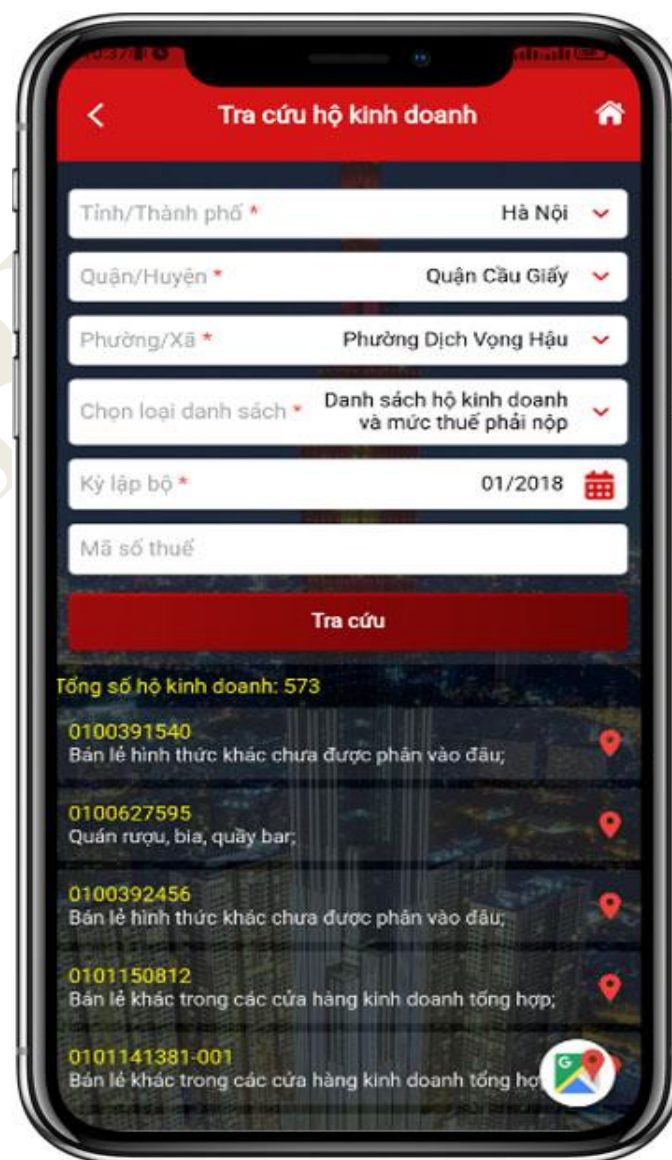 10:37
Tra cứu hộ kinh doanh
Tỉnh/Thành phố * Hà Nội
Quận/Huyện * Quận Cầu Giấy
Phường/Xã * Phường Dịch Vọng Hậu
Chọn loại danh sách * Danh sách hộ kinh doanh
và mức thuế phải nộp
Kỳ lập bộ * 01/2018
Mã số thuế
Tra cứu
Tổng số hộ kinh doanh: 573
0100391540
Bán lẻ hình thức khác chưa được phân vào đâu;
0100627595
Quán rượu, bia, quầy bar;
0100392456
Bán lẻ hình thức khác chưa được phân vào đâu;
0101150812
Bán lẻ khác trong các cửa hàng kinh doanh tổng hợp;
0101141381-001
Bán lẻ khác trong các cửa hàng kinh doanh tổng
G